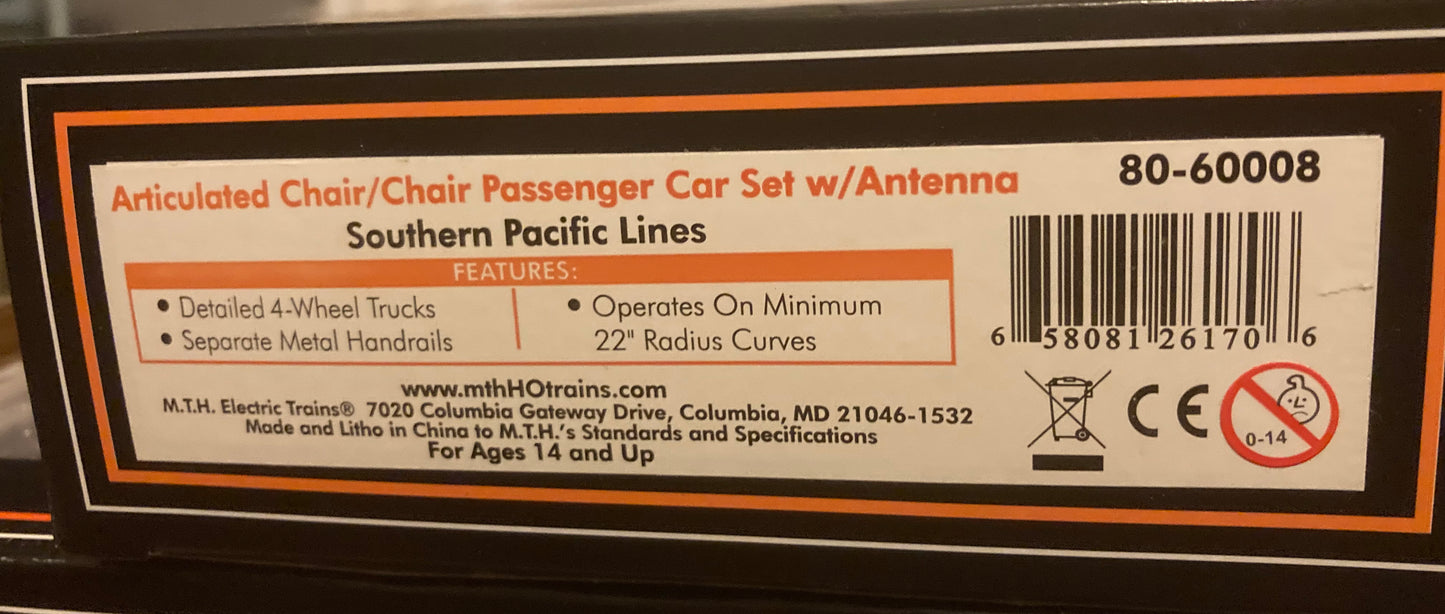 Articulated Chair/Chair Passenger Car Set w/Antenna
80-60008
Southern Pacific Lines
FEATURES:
• Detailed 4-Wheel Trucks
• Separate Metal Handrails
• Operates On Minimum
22" Radius Curves
6 58081 26170 6
www.mthHOtrains.com
M.T.H. Electric Trains® 7020 Columbia Gateway Drive, Columbia, MD 21046-1532
Made and Litho in China to M.T.H.'s Standards and Specifications
For Ages 14 and Up
CE
0-14